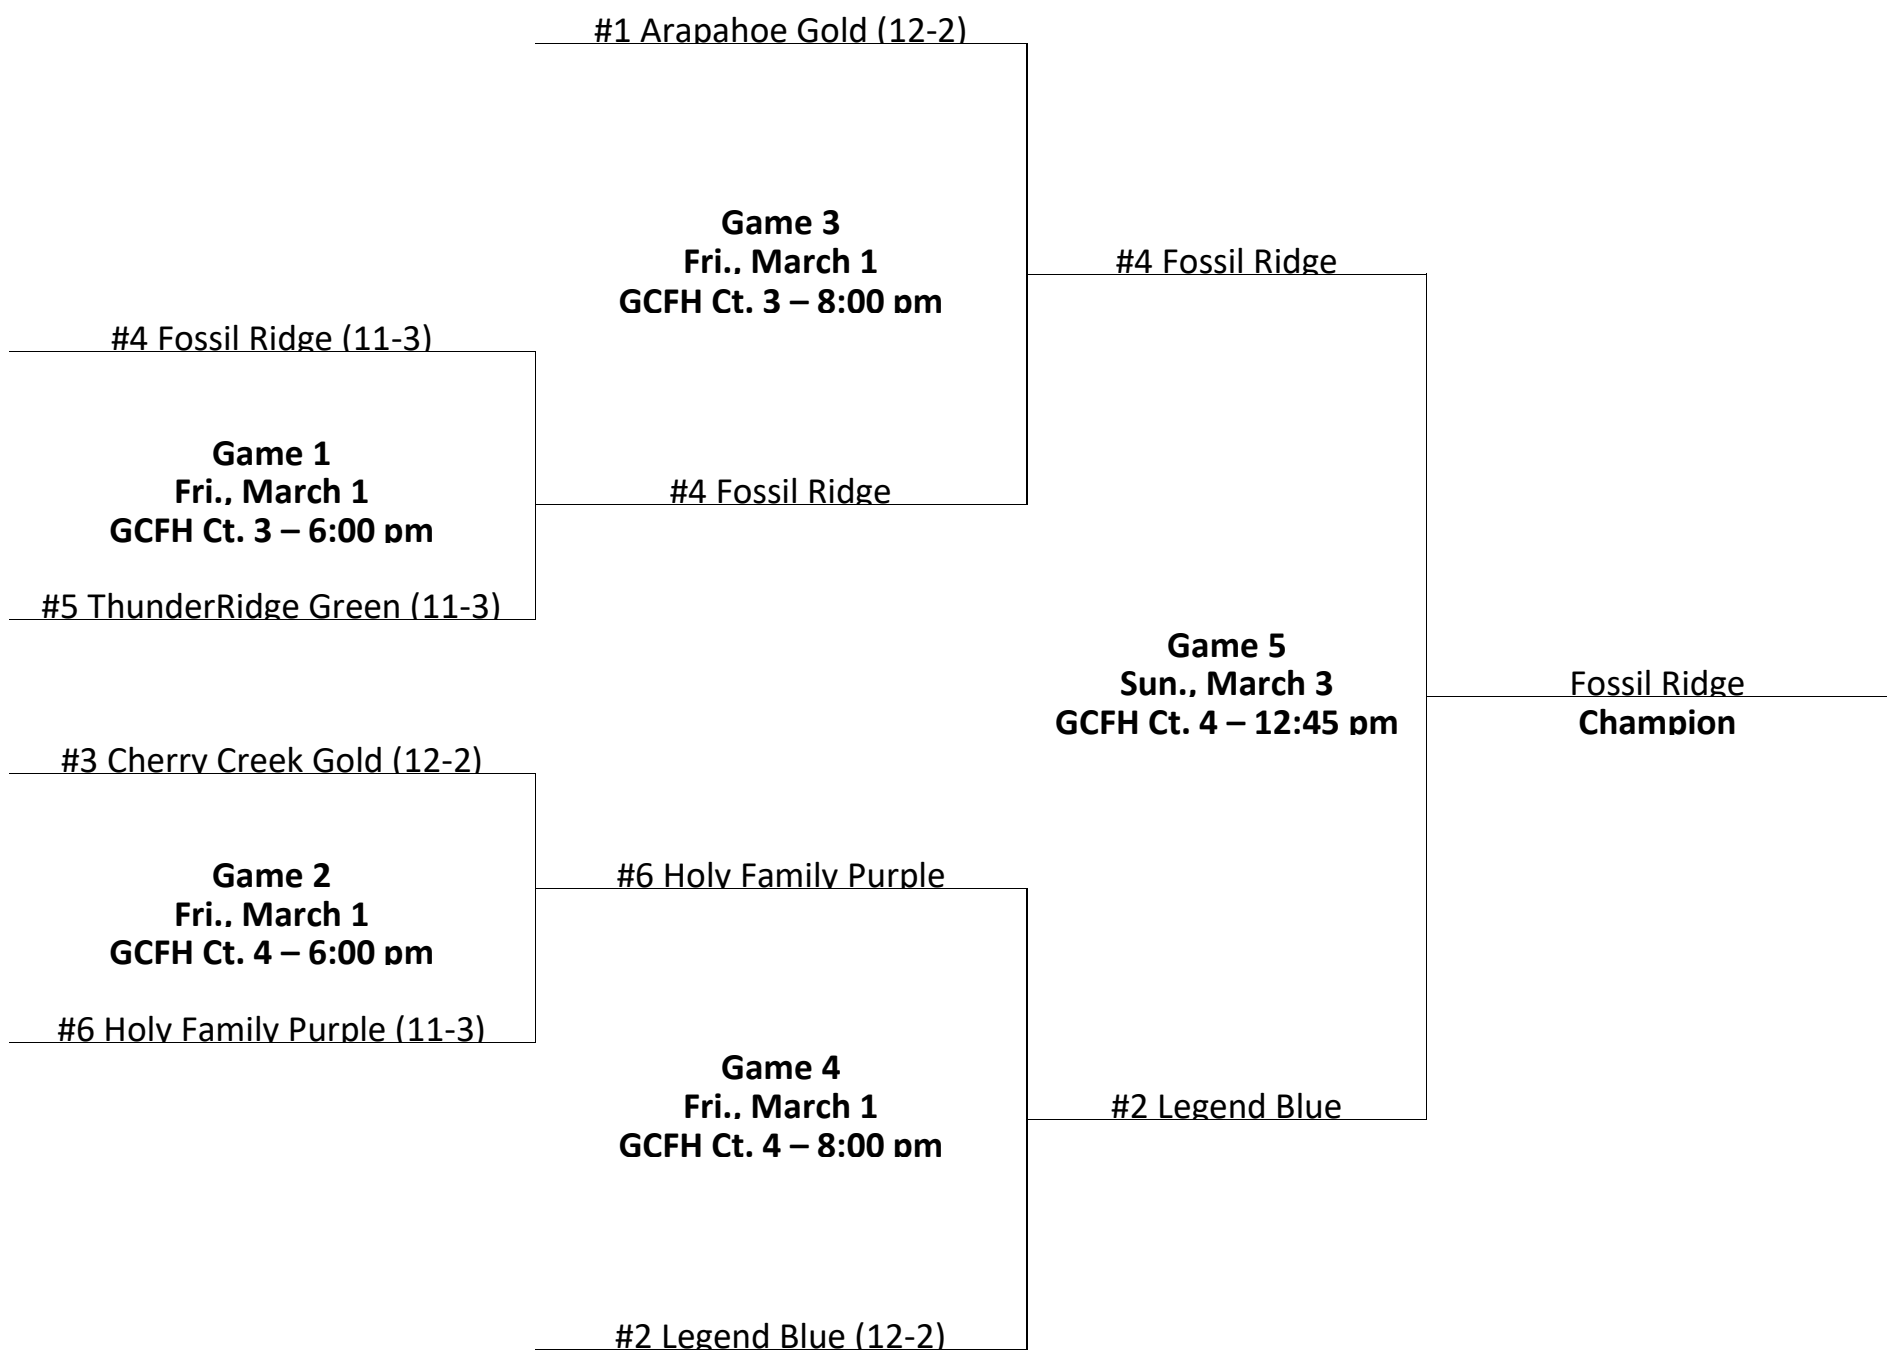 #1 Arapahoe Gold (12-2)
Game 3
Fri., March 1
GCFH Ct. 3 – 8:00 pm
#4 Fossil Ridge
#4 Fossil Ridge (11-3)
Game 1
Fri., March 1
GCFH Ct. 3 – 6:00 pm
#4 Fossil Ridge
#5 ThunderRidge Green (11-3)
Game 5
Sun., March 3
GCFH Ct. 4 – 12:45 pm
Fossil Ridge
Champion
#3 Cherry Creek Gold (12-2)
Game 2
Fri., March 1
GCFH Ct. 4 – 6:00 pm
#6 Holy Family Purple
#6 Holy Family Purple (11-3)
Game 4
Fri., March 1
GCFH Ct. 4 – 8:00 pm
#2 Legend Blue
#2 Legend Blue (12-2)